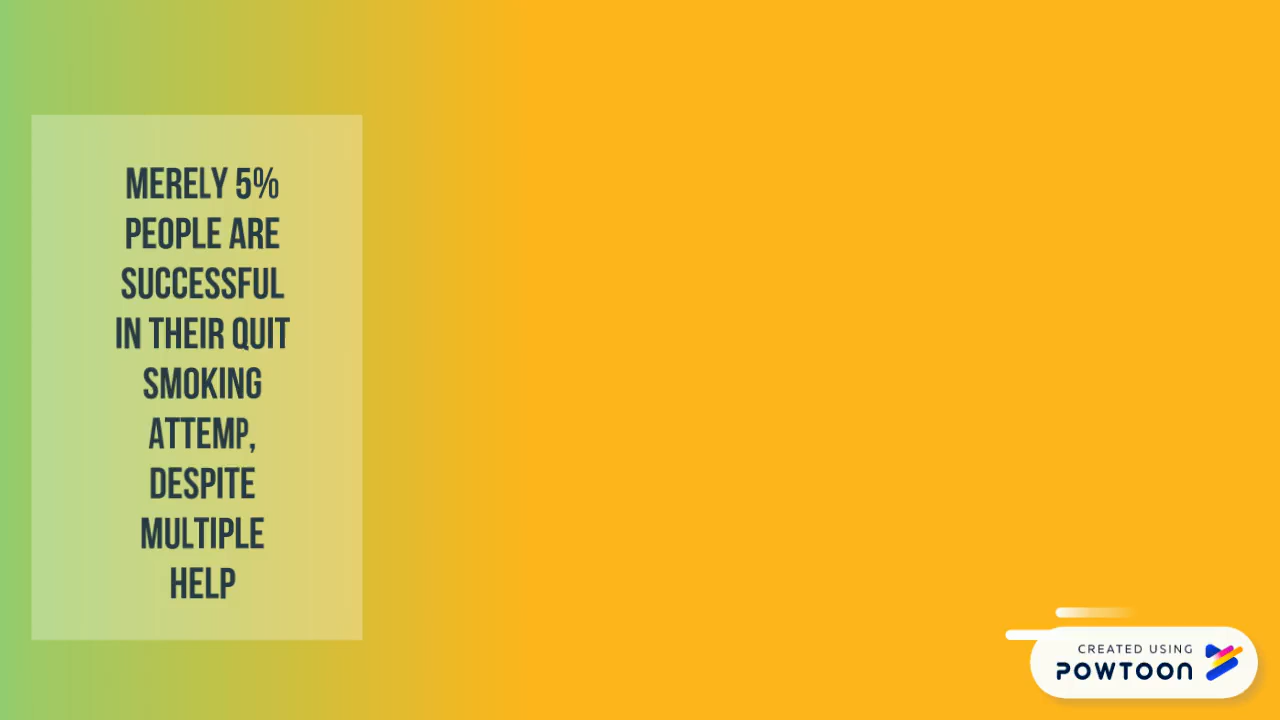 MERELY 5%
PEOPLE ARE
SUCCESSFUL
IN THEIR QUIT
SMOKING
ATTEMP,
DESPITE
MULTIPLE
HELP
CREATED USING
POWTOON